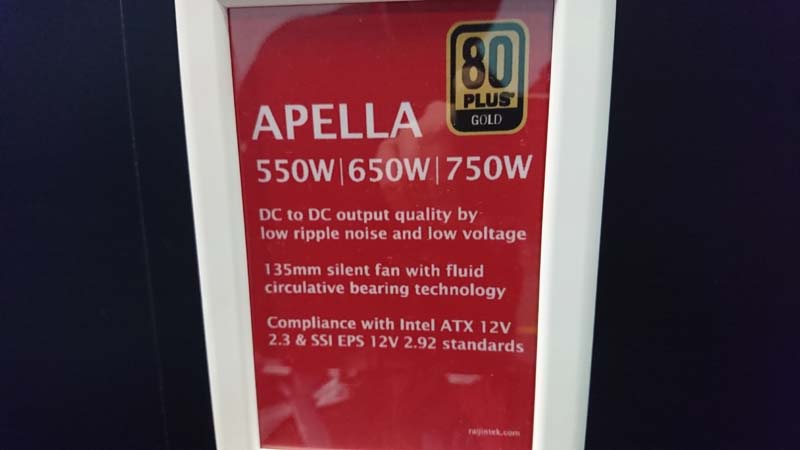 80
PLUS
GOLD
APELLA
550W|650W|750W
DC to DC output quality by
low ripple noise and low voltage
135mm silent fan with fluid
circulative bearing technology
Compliance with Intel ATX 12V
2.3 & SSI EPS 12V 2.92 standards
raijintek.com